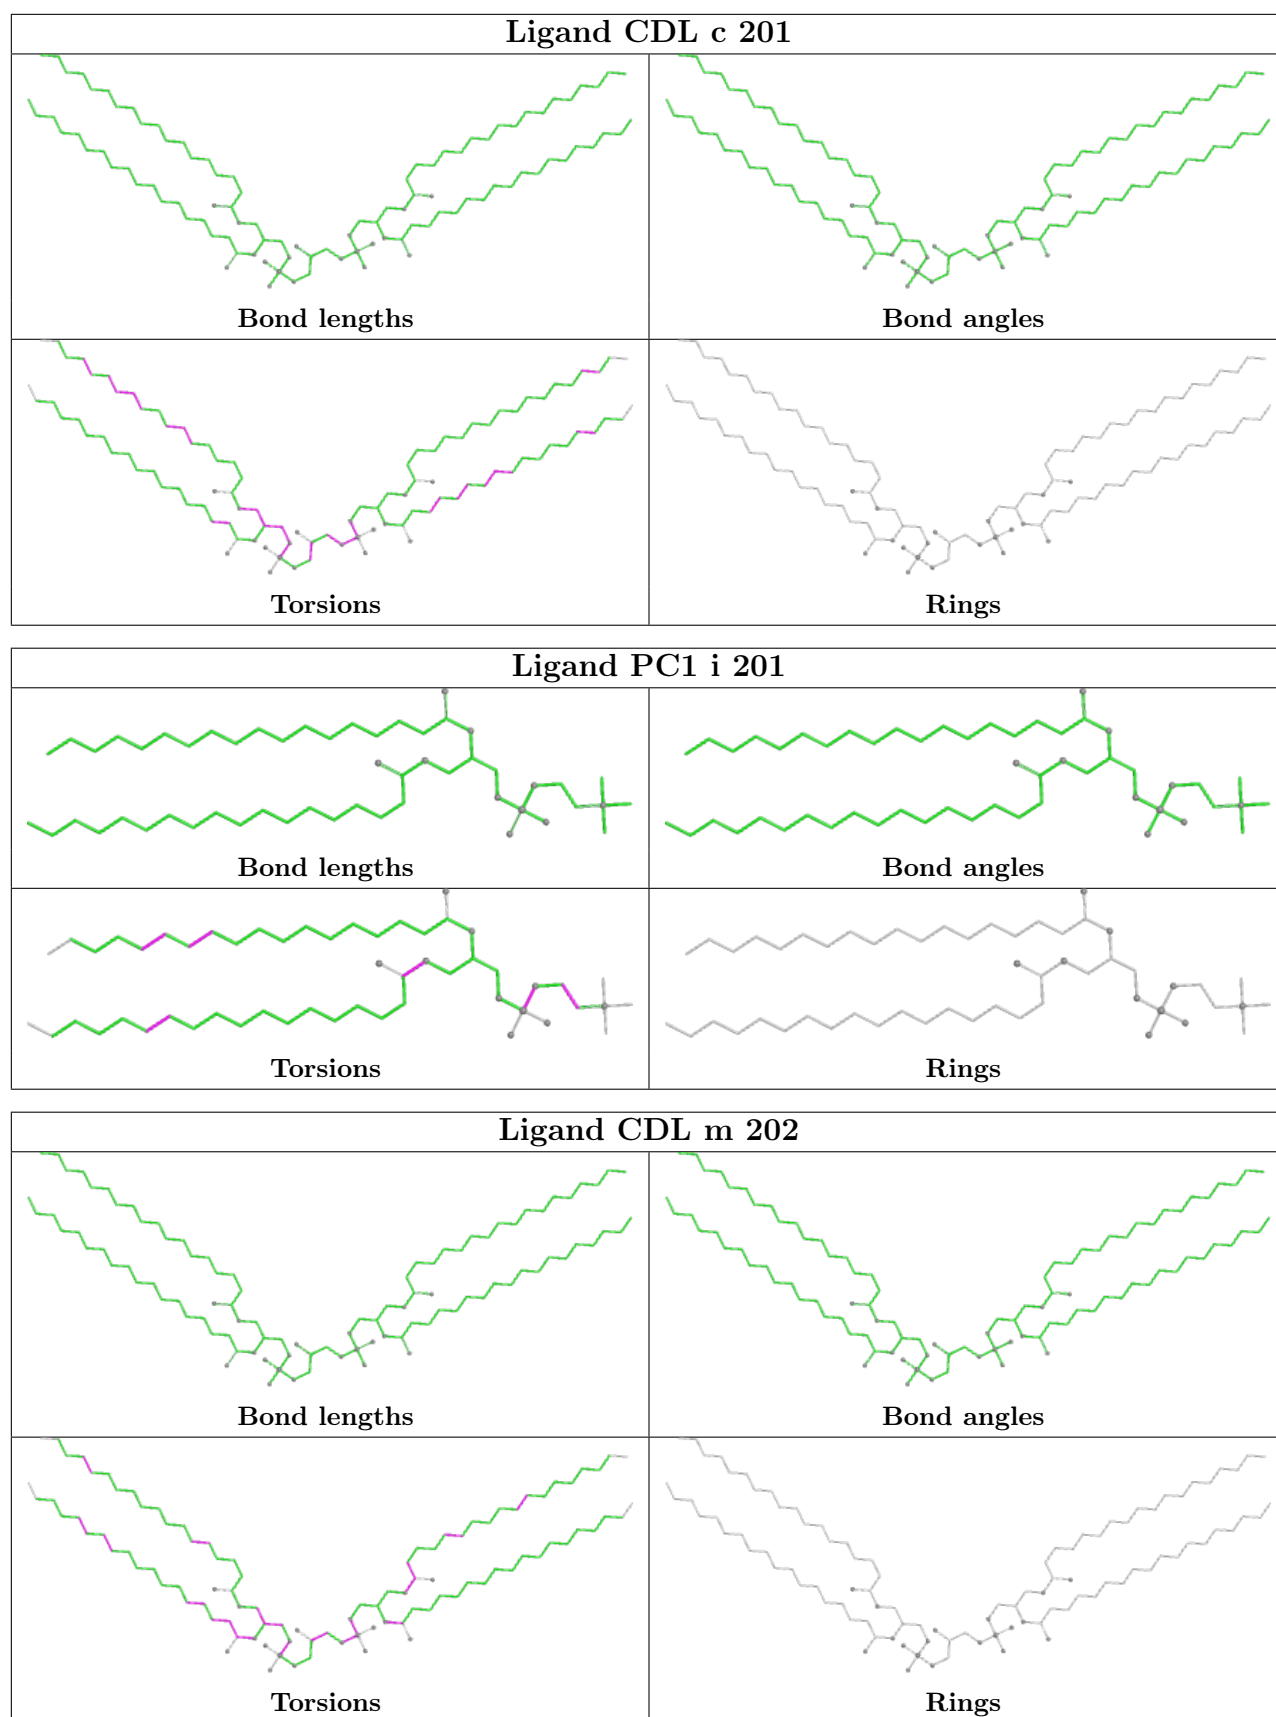 Ligand CDL c 201
Bond lengths
Bond angles
Torsions
Rings
Ligand PC1 i 201
Bond lengths
Bond angles
Torsions
Rings
Ligand CDL m 202
Bond lengths
Bond angles
Torsions
Rings